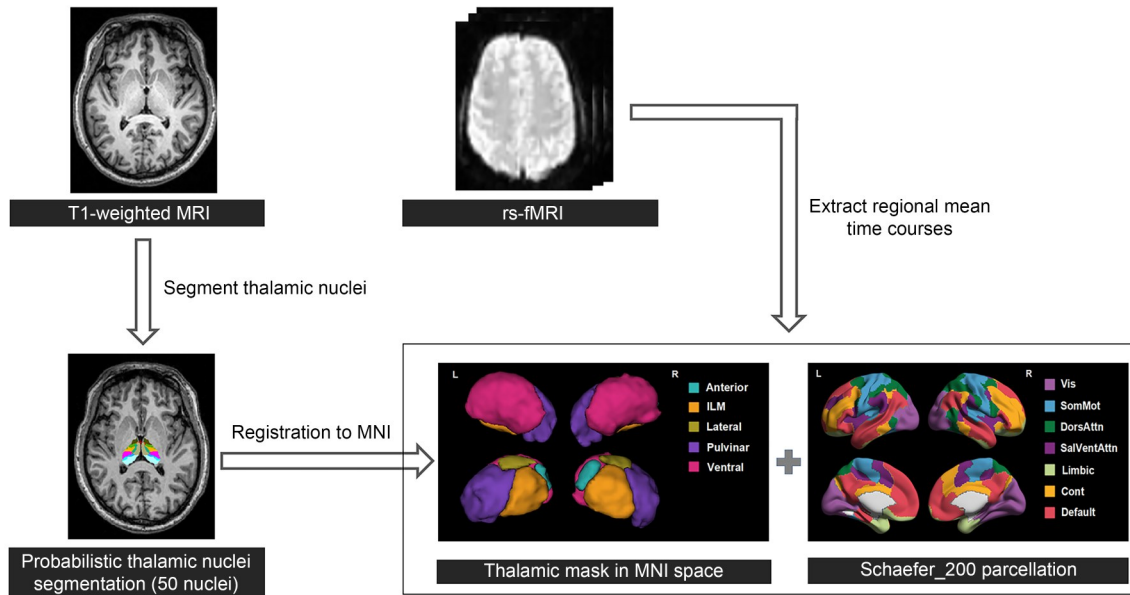 T1-weighted MRI
rs-fMRI
Extract regional mean
time courses
Segment thalamic nuclei
Registration to MNI
Probabilistic thalamic nuclei
segmentation (50 nuclei)
L
R
Anterior
ILM
Lateral
Pulvinar
Ventral
Thalamic mask in MNI space
L
R
Vis
SomMot
DorsAttn
SalVentAttn
Limbic
Cont
Default
Schaefer_200 parcellation